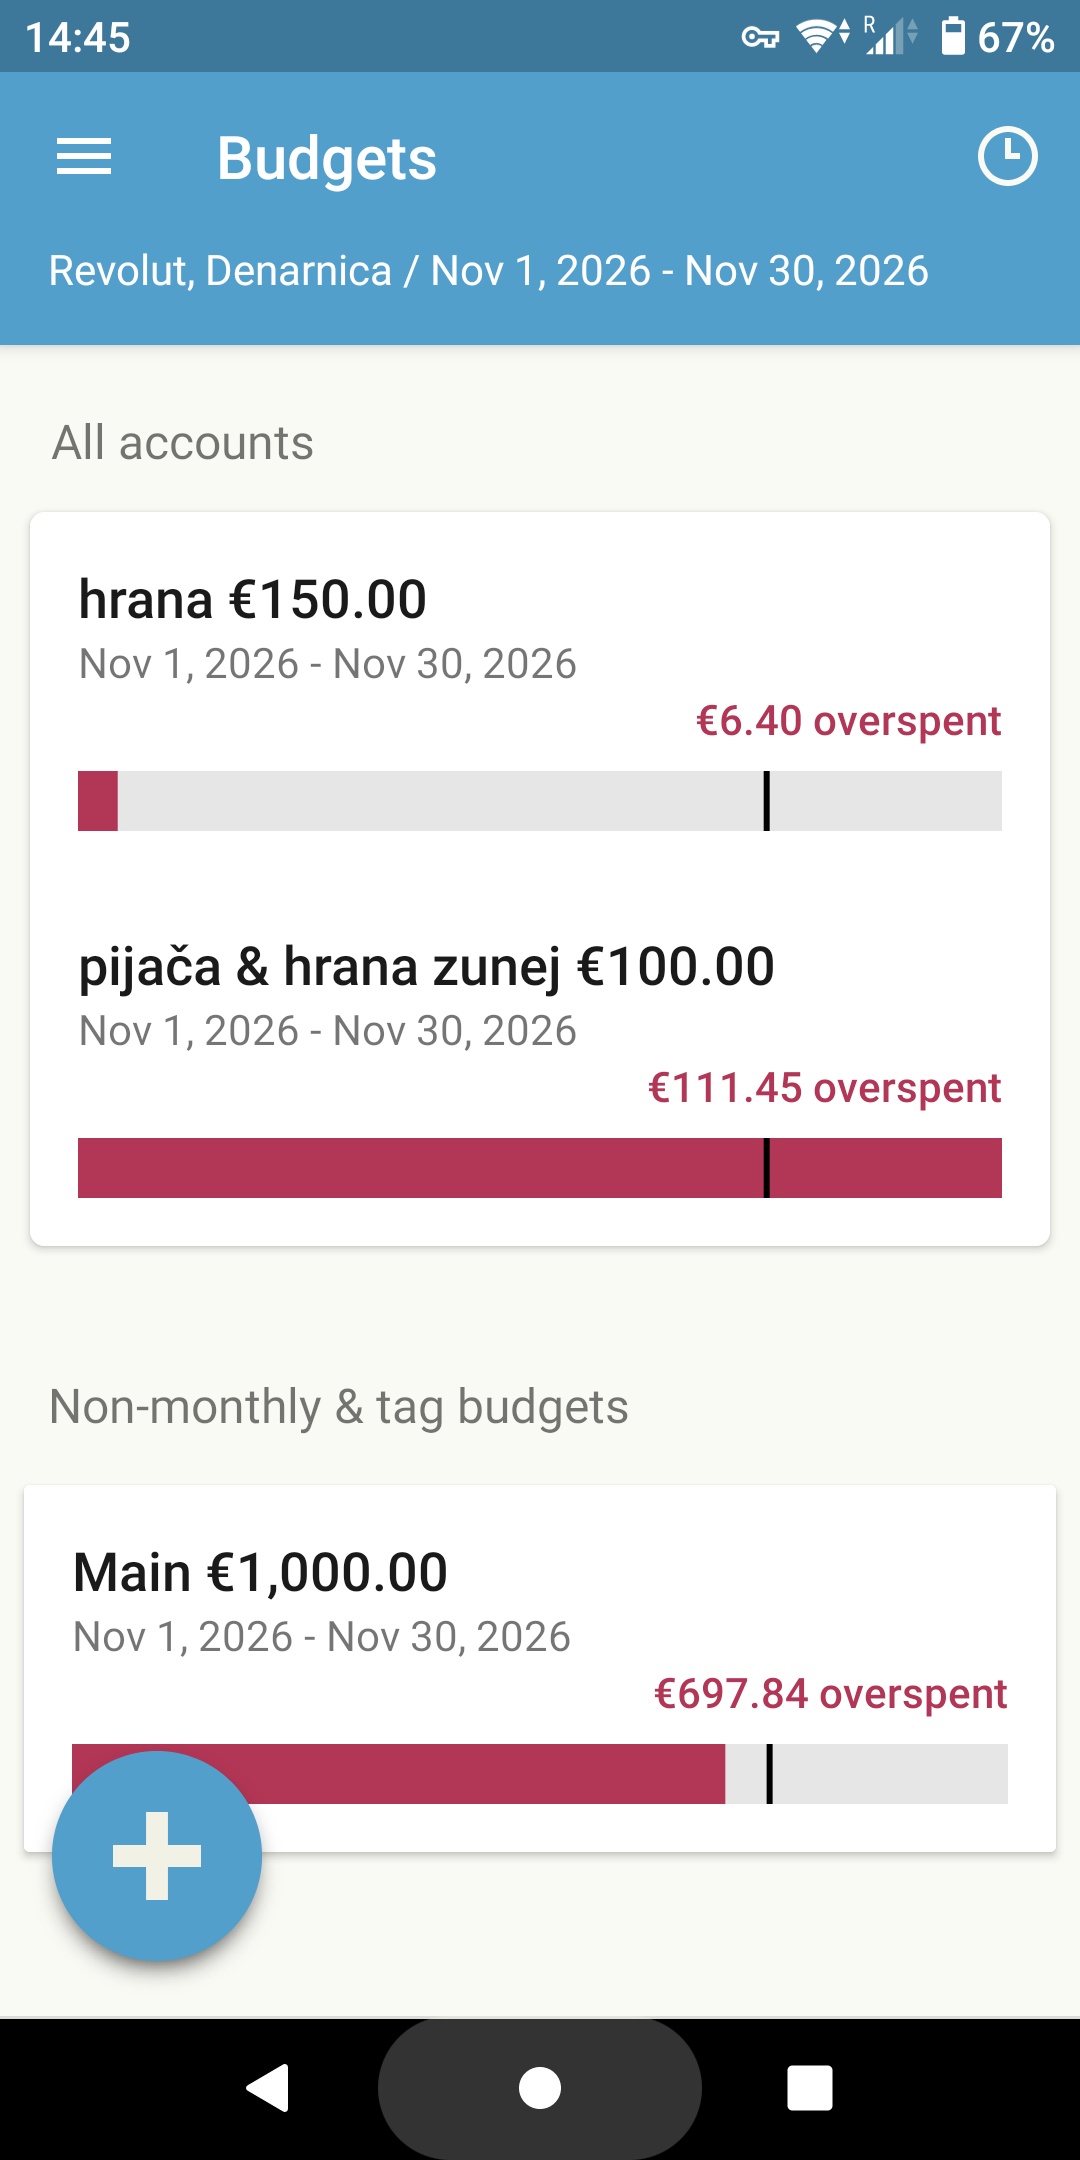 14:45
R
67%
Budgets
Revolut, Denarnica / Nov 1, 2026 - Nov 30, 2026
All accounts
hrana €150.00
Nov 1, 2026 - Nov 30, 2026
€6.40 overspent
pijača & hrana zunej €100.00
Nov 1, 2026 - Nov 30, 2026
€111.45 overspent
Non-monthly & tag budgets
Main €1,000.00
Nov 1, 2026 - Nov 30, 2026
€697.84 overspent